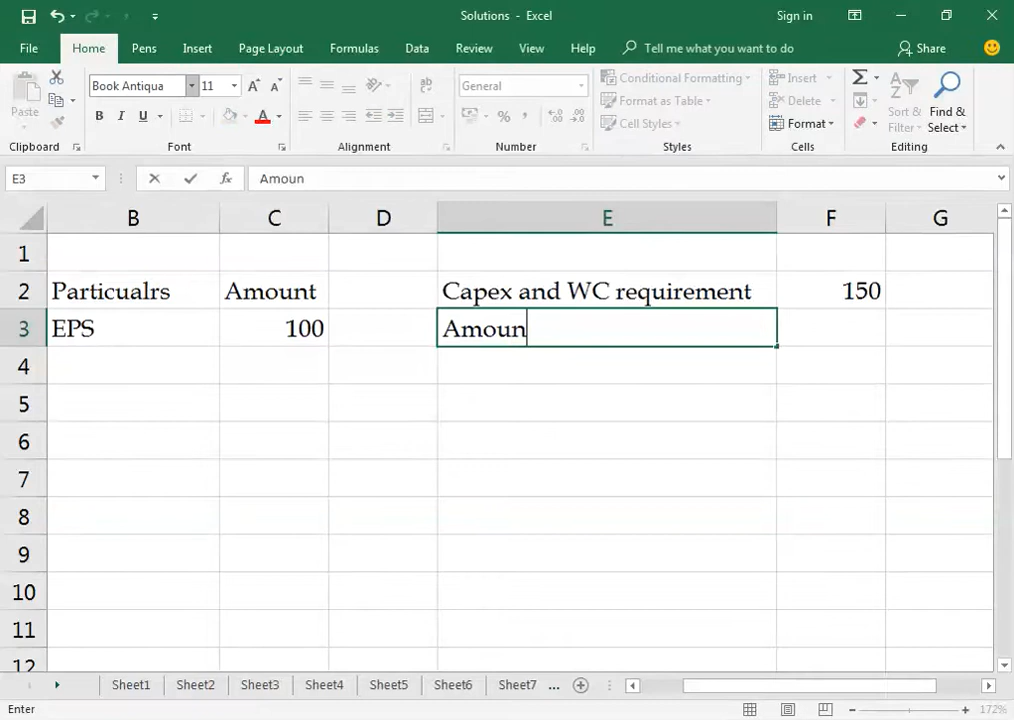 Solutions - Excel
Sign in
File Home Pens Insert Page Layout Formulas Data Review View Help Tell me what you want to do Share
Paste
Book Antiqua 11
General
Conditional Formatting
Format as Table
Cell Styles
Insert
Delete
Format
Sort & Filter
Find & Select
Clipboard Font Alignment Number Styles Cells Editing
E3 fx Amoun
B C D E F G
1
2 Particualrs Amount Capex and WC requirement 150
3 EPS 100 Amoun
4
5
6
7
8
9
10
11
12
Sheet1 Sheet2 Sheet3 Sheet4 Sheet5 Sheet6 Sheet7 ...
Enter 172%